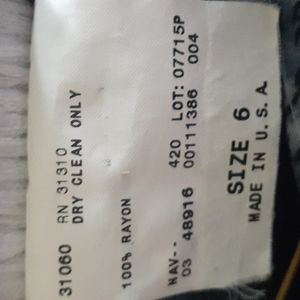 31060 RN 31310
DRY CLEAN ONLY
100% RAYON
NAV-- 420 LOT: 07715P
03 48916 00111386 004
SIZE 6
MADE IN U. S. A.